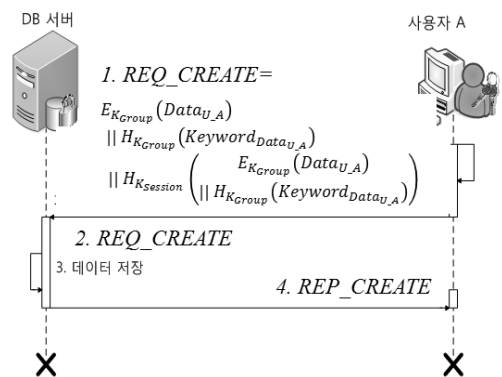 DB 서버
사용자 A
1. REQ_CREATE=
E_{K_{Group}}(Data_{U_A})
|| H_{K_{Group}}(Keyword_{Data_{U_A}})
|| H_{K_{Session}}(E_{K_{Group}}(Data_{U_A})
|| H_{K_{Group}}(Keyword_{Data_{U_A}}))
2. REQ_CREATE
3. 데이터 저장
4. REP_CREATE